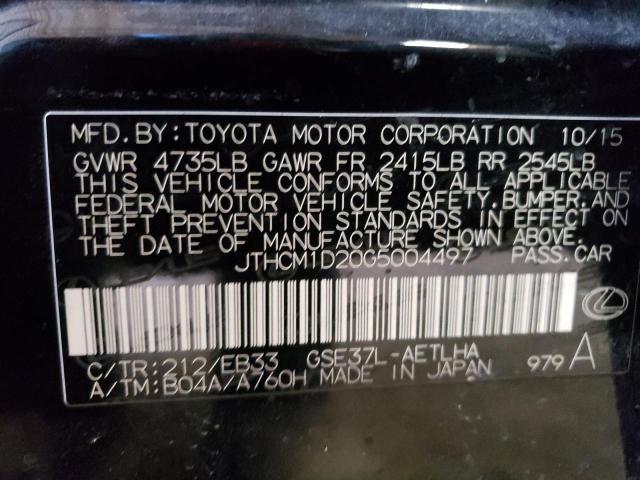 MFD.BY:TOYOTA MOTOR CORPORATION 10/15
GVWR 4735LB GAWR FR 2415LB RR 2545LB
THIS VEHICLE CONFORMS TO ALL APPLICABLE
FEDERAL MOTOR VEHICLE SAFETY.BUMPER.AND
THEFT PREVENTION STANDARDS IN EFFECT ON
THE DATE OF MANUFACTURE SHOWN ABOVE.
JTHCM1D20G5004497 PASS.CAR
C/TR:212/EB33 GSE37L-AETLHA
A/TM:B04A/A760H MADE IN JAPAN 979A